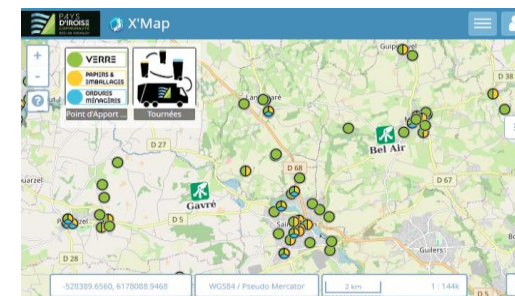 PAYS
D'IROISE
COMMUNAUTÉ
X'Map
+
-
?
VERRE
PAPIERS &
EMBALLAGES
ORDURES
MÉNAGÈRES
Point d'Apport ...
Tournées
D 38
D 27
Bel Air
D 68
D 67
Gavré
D 5
Guilers
D 28
-528389.6560, 6178088.9468
WGS84 / Pseudo Mercator
2 km
1 : 144k